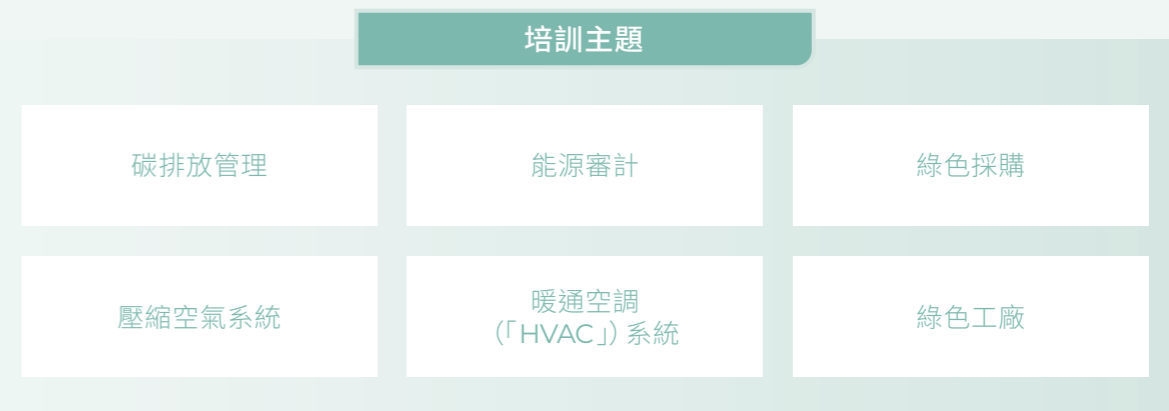 培訓主題
碳排放管理
能源審計
綠色採購
壓縮空氣系統
暖通空調
（「HVAC」）系統
綠色工廠